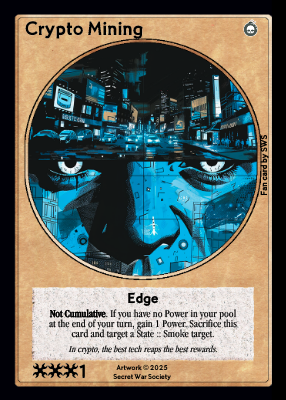 Crypto Mining
Fan card by SWS
Edge
Not Cumulative. If you have no Power in your pool
at the end of your turn, gain 1 Power. Sacrifice this
card and target a State :: Smoke target.
In crypto, the best tech reaps the best rewards.
1
Artwork © 2025
Secret War Society